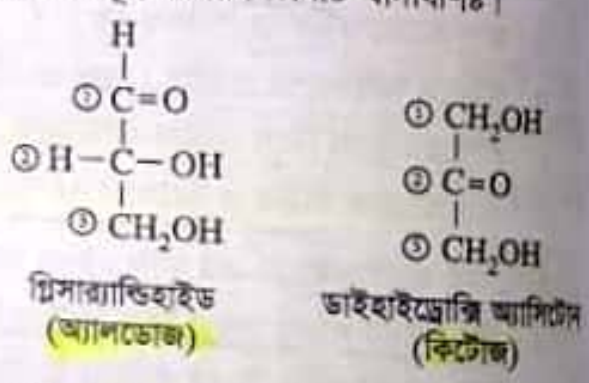 H
① C=O
② H–C–OH
③ CH₂OH
গ্লিসার‍্যাল্ডিহাইড
(অ্যালডোজ)
① CH₂OH
② C=O
③ CH₂OH
ডাইহাইড্রোক্সি অ্যাসিটোন
(কিটোজ)